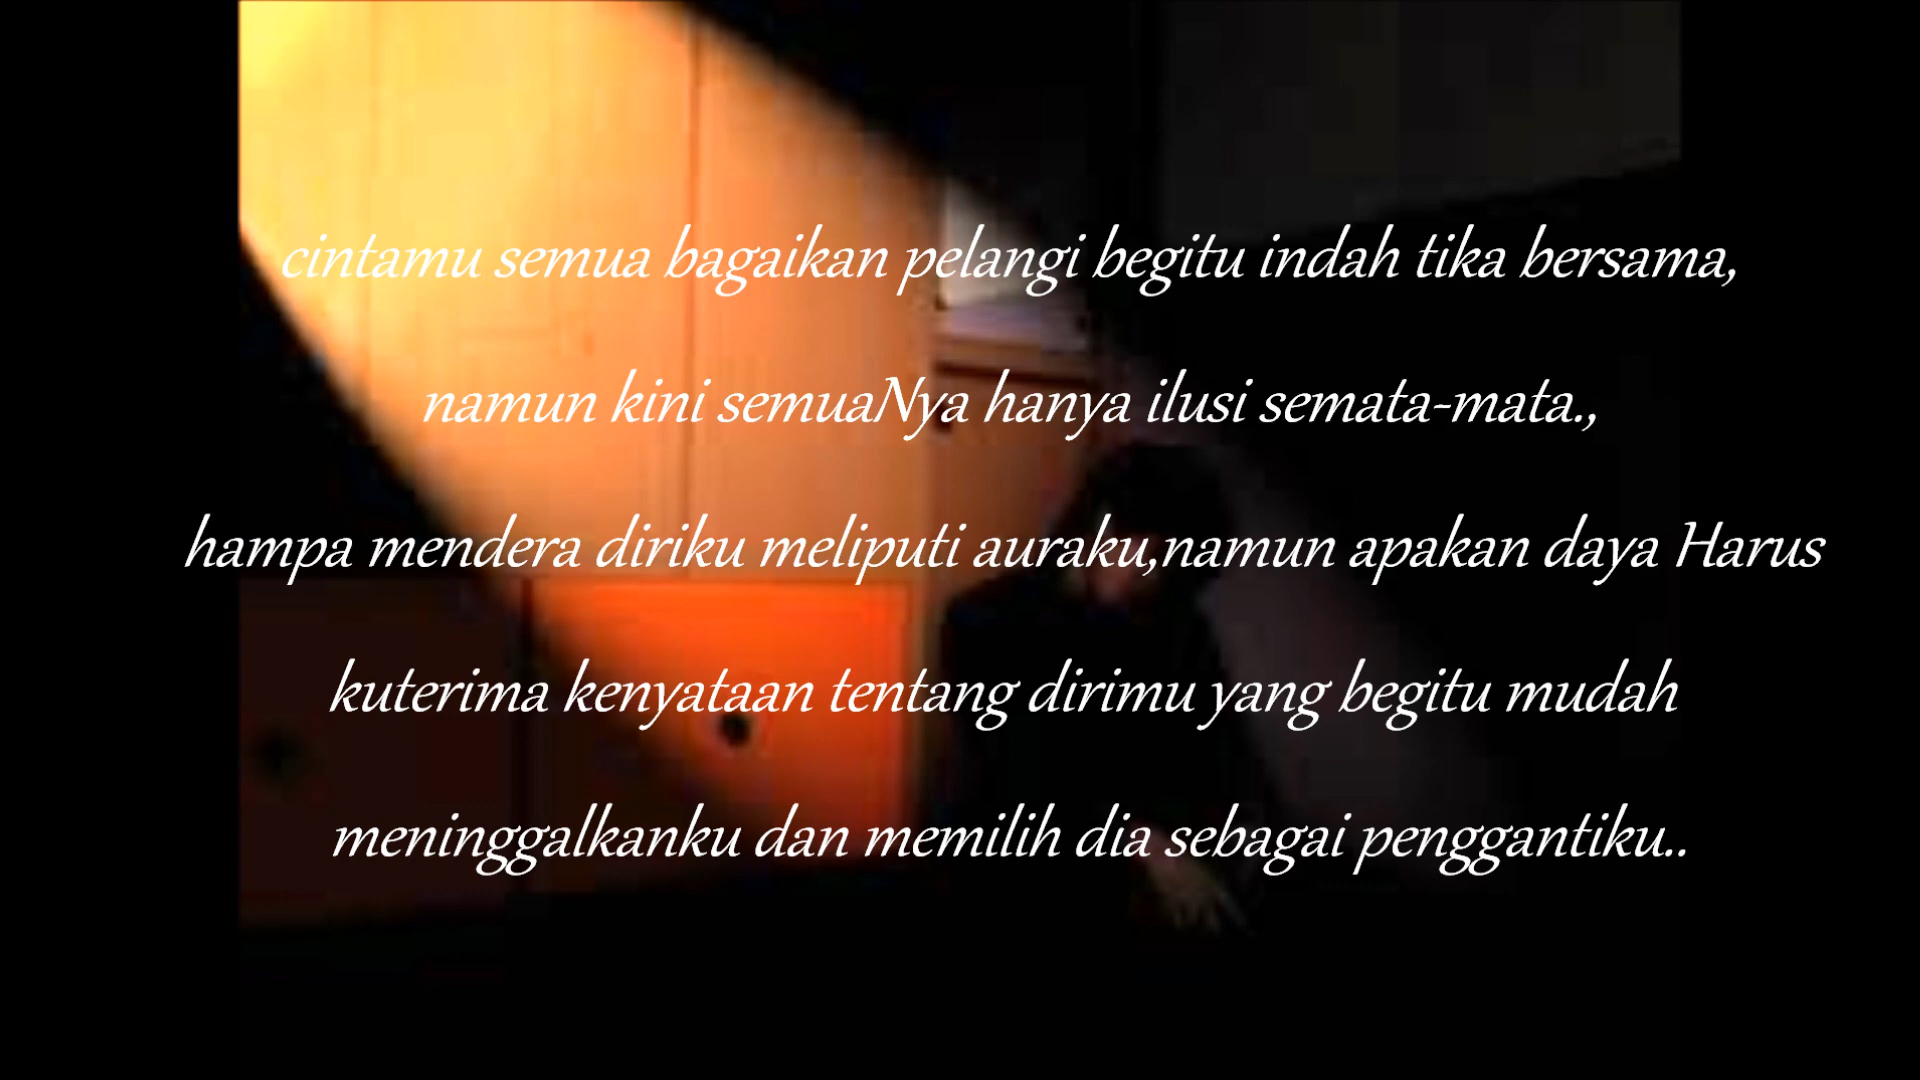 cintamu semua bagaikan pelangi begitu indah tika bersama,
namun kini semuaNya hanya ilusi semata-mata.,
hampa mendera diriku meliputi auraku,namun apakan daya Harus
kuterima kenyataan tentang dirimu yang begitu mudah
meninggalkanku dan memilih dia sebagai penggantiku..